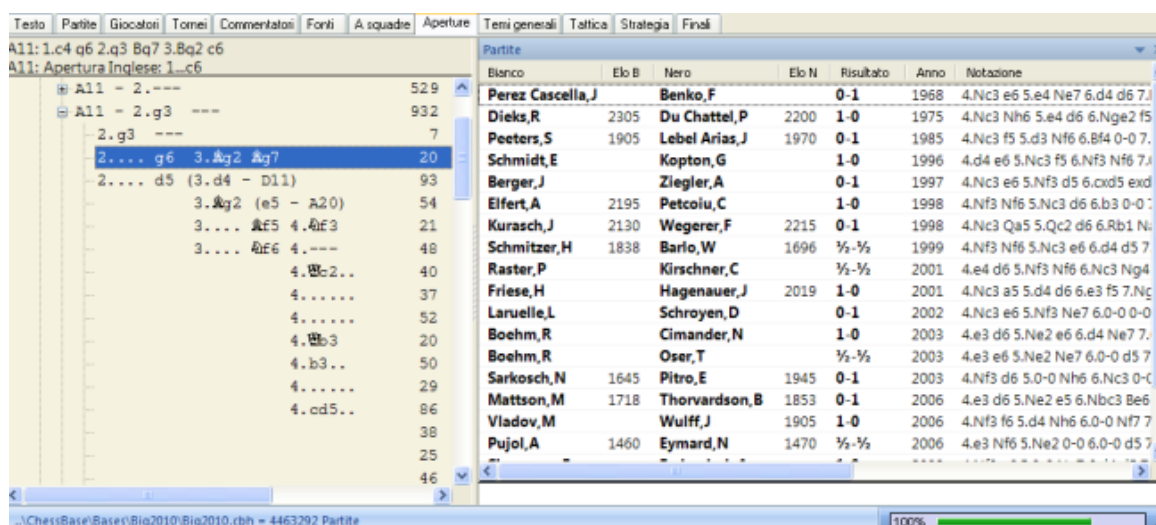 Testo Partite Giocatori Tornei Commentatori Fonti A squadre Aperture Temi generali Tattica Strategia Finali
A11: 1.c4 g6 2.g3 Bg7 3.Bg2 c6
A11: Apertura Inglese: 1...c6
A11 - 2.--- 529
A11 - 2.g3 --- 932
2.g3 --- 7
2.... g6 3.♗g2 ♗g7 20
2.... d5 (3.d4 - D11) 93
3.♗g2 (e5 - A20) 54
3.... ♗f5 4.♘f3 21
3.... ♘f6 4.--- 48
4.♕c2.. 40
4...... 37
4...... 52
4.♕b3 20
4.b3.. 50
4...... 29
4.cd5.. 86
38
25
46
Partite
Bianco Elo B Nero Elo N Risultato Anno Notazione
Perez Cascella,J Benko,F 0-1 1968 4.Nc3 e6 5.e4 Ne7 6.d4 d6 7.
Dieks,R 2305 Du Chattel,P 2200 1-0 1975 4.Nc3 Nh6 5.e4 d6 6.Nge2 f5
Peeters,S 1905 Lebel Arias,J 1970 0-1 1985 4.Nc3 f5 5.d3 Nf6 6.Bf4 0-0 7.
Schmidt,E Kopton,G 1-0 1996 4.d4 e6 5.Nc3 f5 6.Nf3 Nf6 7.
Berger,J Ziegler,A 0-1 1997 4.Nc3 e6 5.Nf3 d5 6.cxd5 exd
Elfert,A 2195 Petcoiu,C 1-0 1998 4.Nf3 Nf6 5.Nc3 d6 6.b3 0-0
Kurasch,J 2130 Wegerer,F 2215 0-1 1998 4.Nc3 Qa5 5.Qc2 d6 6.Rb1
Schmitzer,H 1838 Barlo,W 1696 ½-½ 1999 4.Nf3 Nf6 5.Nc3 e6 6.d4 d5 7
Raster,P Kirschner,C ½-½ 2001 4.e4 d6 5.Nf3 Nf6 6.Nc3 Ng4
Friese,H Hagenauer,J 2019 1-0 2001 4.Nc3 a5 5.d4 d6 6.e3 f5 7.Ng
Laruelle,L Schroyen,D 0-1 2002 4.Nc3 e6 5.Nf3 Ne7 6.0-0 0-0
Boehm,R Cimander,N 1-0 2003 4.e3 d6 5.Ne2 e6 6.d4 Ne7 7.
Boehm,R Oser,T ½-½ 2003 4.e3 e6 5.Ne2 Ne7 6.0-0 d5 7
Sarkosch,N 1645 Pitro,E 1945 0-1 2003 4.Nf3 d6 5.0-0 Nh6 6.Nc3
Mattson,M 1718 Thorvardson,B 1853 0-1 2006 4.e3 d6 5.Ne2 e5 6.Nbc3 Be6
Vladov,M Wulff,J 1905 1-0 2006 4.Nf3 f6 5.d4 Nh6 6.0-0 Nf7 7
Pujol,A 1460 Eymard,N 1470 ½-½ 2006 4.e3 Nf6 5.Ne2 0-0 6.0-0 d5 7
..\ChessBase\Bases\Big2010\Big2010.cbh = 4463292 Partite
100%